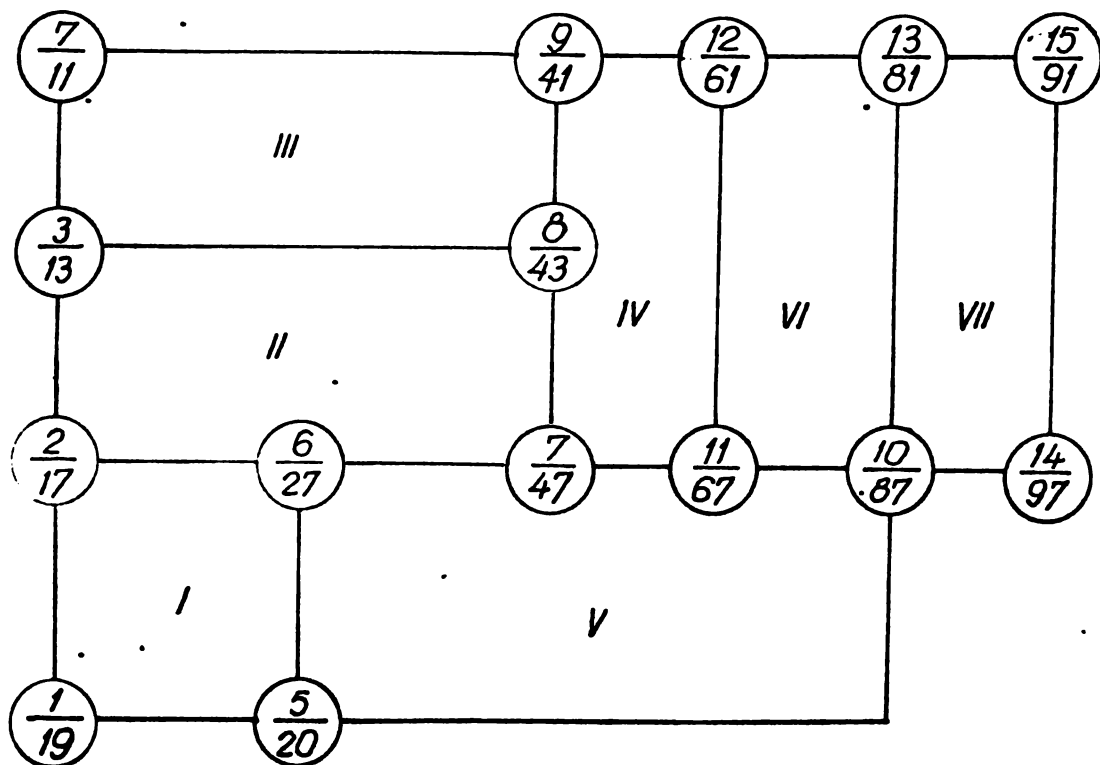 7/11 9/41 12/61 13/81 15/91
III
3/13 8/43
IV VI VII
II
2/17 6/27 7/47 11/67 10/87 14/97
I V
1/19 5/20